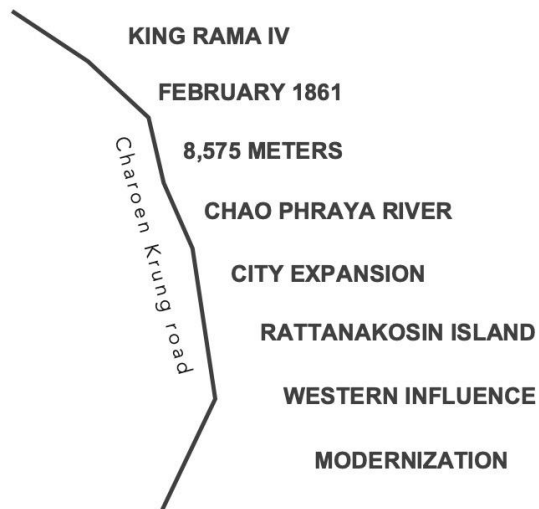 KING RAMA IV
FEBRUARY 1861
8,575 METERS
CHAO PHRAYA RIVER
CITY EXPANSION
RATTANAKOSIN ISLAND
WESTERN INFLUENCE
MODERNIZATION
Charoen Krung road